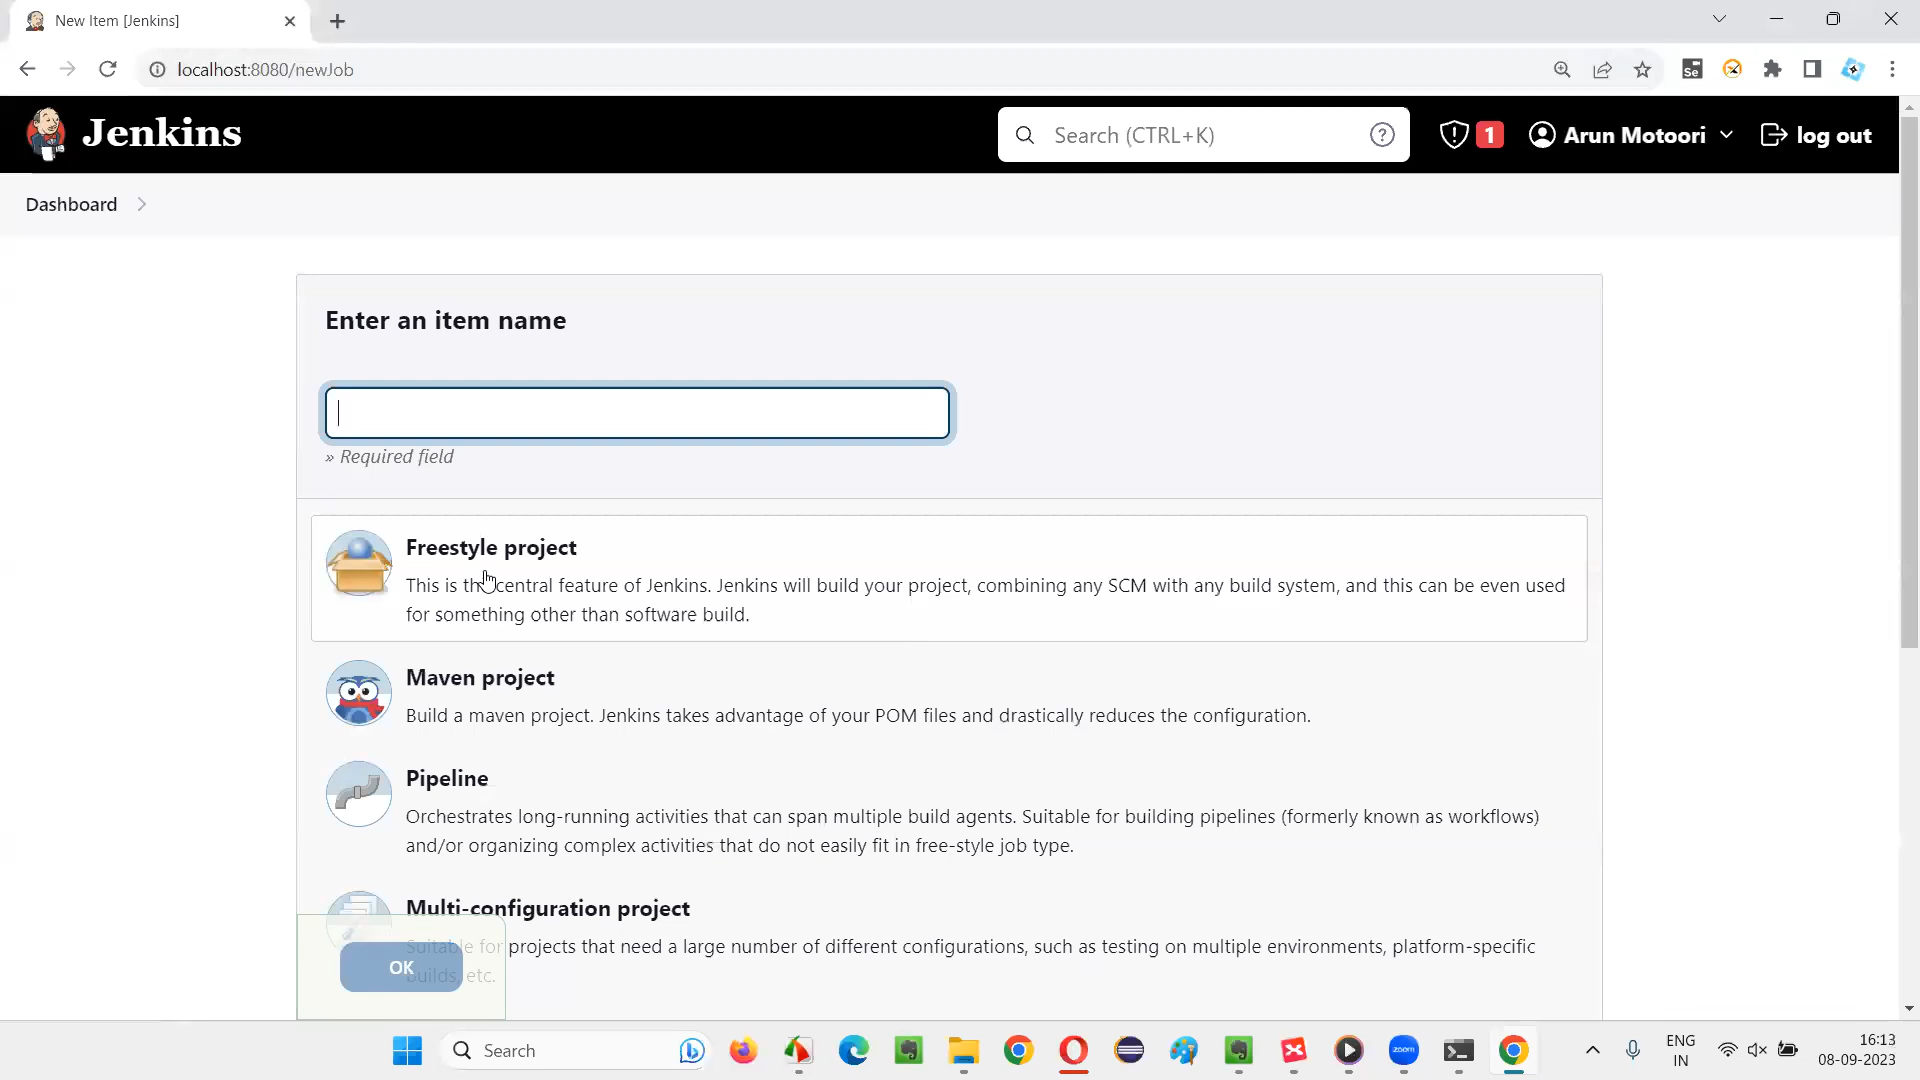 New Item [Jenkins]
localhost:8080/newJob
Jenkins
Search (CTRL+K)
1
Arun Motoori
log out
Dashboard
Enter an item name
» Required field
Freestyle project
This is the central feature of Jenkins. Jenkins will build your project, combining any SCM with any build system, and this can be even used
for something other than software build.
Maven project
Build a maven project. Jenkins takes advantage of your POM files and drastically reduces the configuration.
Pipeline
Orchestrates long-running activities that can span multiple build agents. Suitable for building pipelines (formerly known as workflows)
and/or organizing complex activities that do not easily fit in free-style job type.
Multi-configuration project
Suitable for projects that need a large number of different configurations, such as testing on multiple environments, platform-specific
builds, etc.
OK
Search
zoom
ENG
IN
16:13
08-09-2023
Se